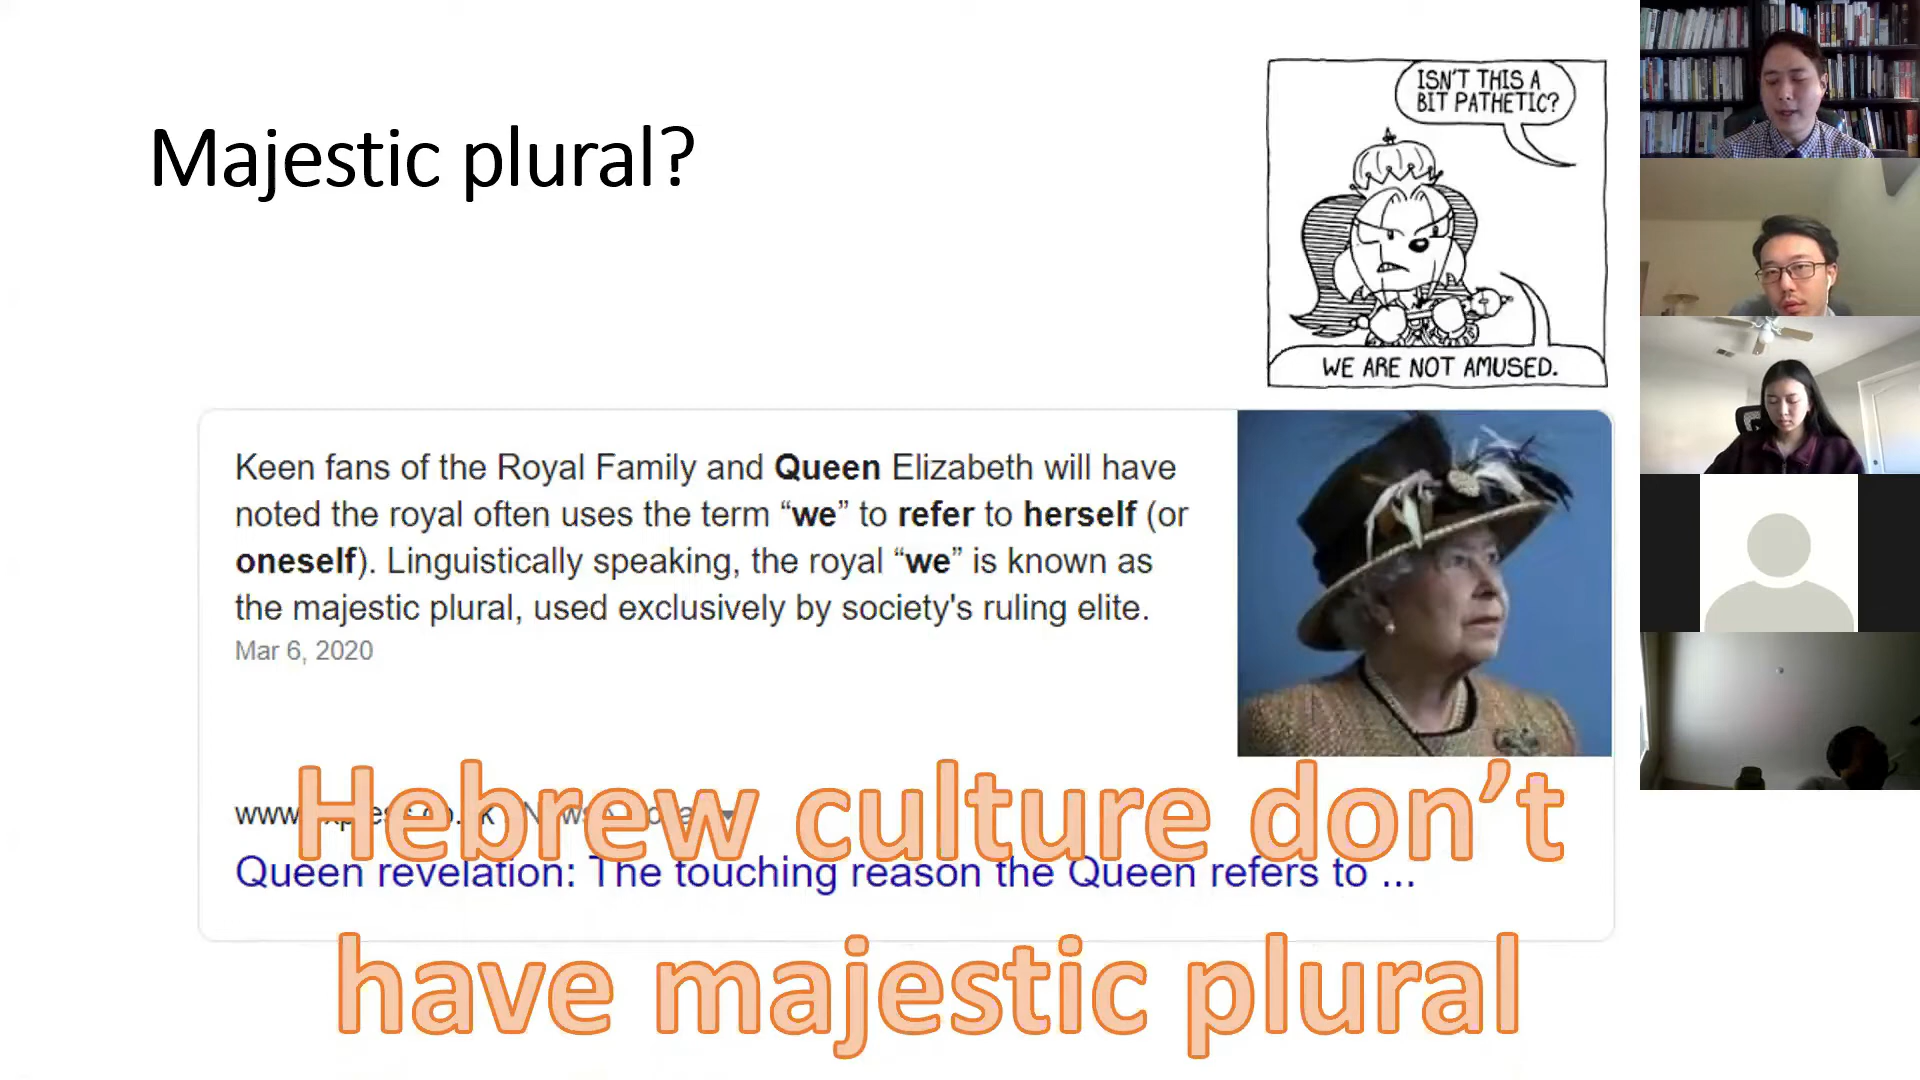 Majestic plural?
ISN'T THIS A
BIT PATHETIC?
WE ARE NOT AMUSED.
Keen fans of the Royal Family and Queen Elizabeth will have
noted the royal often uses the term “we” to refer to herself (or
oneself). Linguistically speaking, the royal “we” is known as
the majestic plural, used exclusively by society's ruling elite.
Mar 6, 2020
Hebrew culture don’t
Queen revelation: The touching reason the Queen refers to ...
have majestic plural